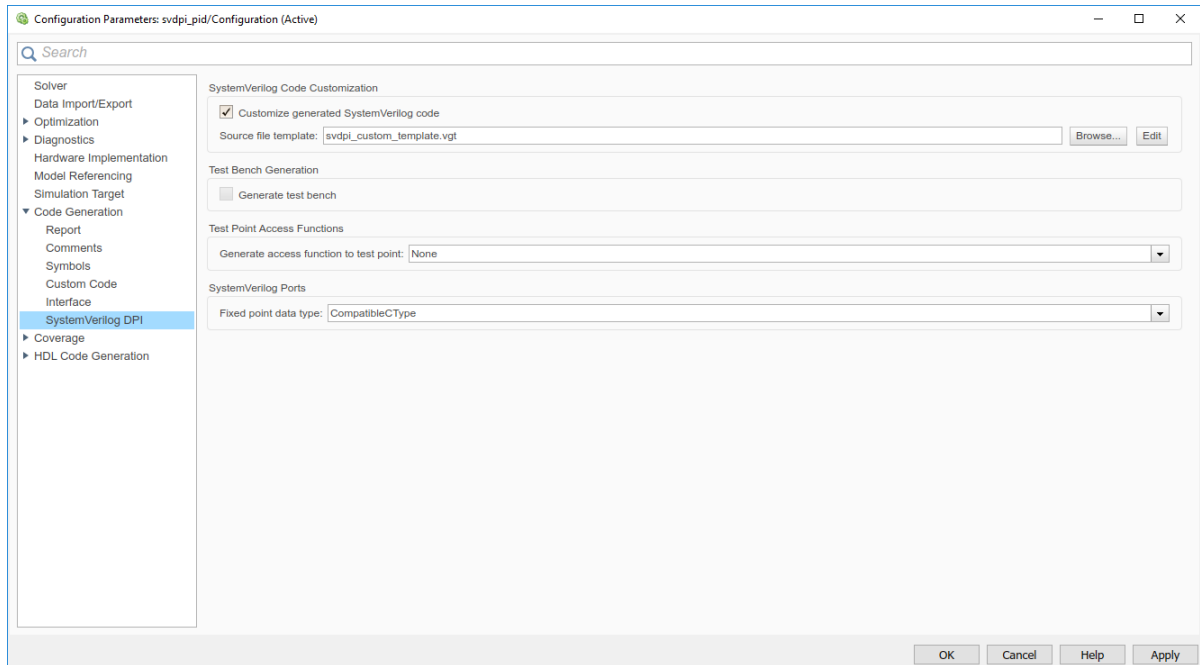 Configuration Parameters: svdpi_pid/Configuration (Active)
Search
Solver
Data Import/Export
Optimization
Diagnostics
Hardware Implementation
Model Referencing
Simulation Target
Code Generation
Report
Comments
Symbols
Custom Code
Interface
SystemVerilog DPI
Coverage
HDL Code Generation
SystemVerilog Code Customization
Customize generated SystemVerilog code
Source file template: svdpi_custom_template.vgt Browse... Edit
Test Bench Generation
Generate test bench
Test Point Access Functions
Generate access function to test point: None
SystemVerilog Ports
Fixed point data type: CompatibleCType
OK Cancel Help Apply